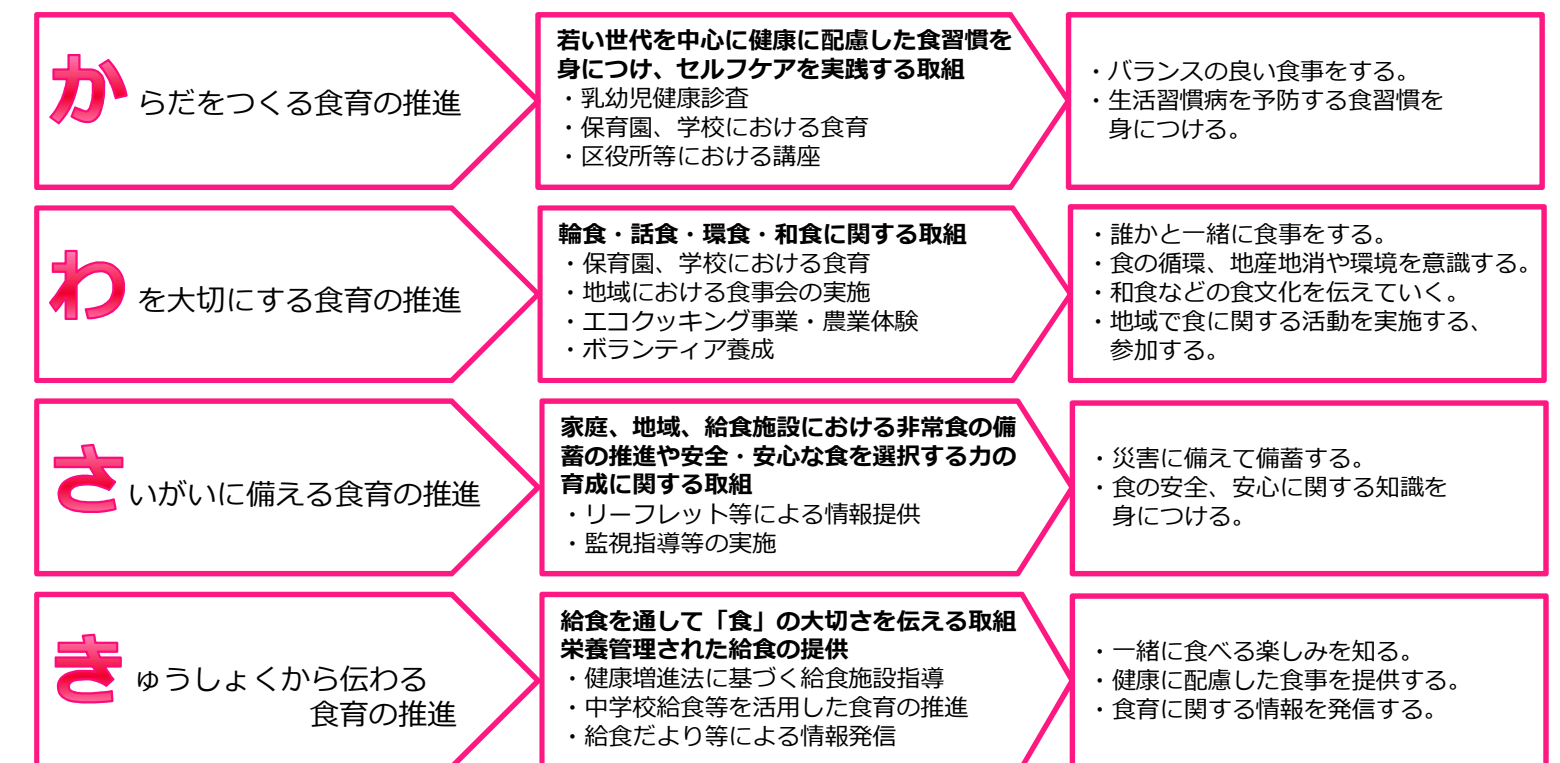 からだをつくる食育の推進
若い世代を中心に健康に配慮した食習慣を
身につけ、セルフケアを実践する取組
・乳幼児健康診査
・保育園、学校における食育
・区役所等における講座
・バランスの良い食事をする。
・生活習慣病を予防する食習慣を
身につける。
わを大切にする食育の推進
輪食・話食・環食・和食に関する取組
・保育園、学校における食育
・地域における食事会の実施
・エコクッキング事業・農業体験
・ボランティア養成
・誰かと一緒に食事をする。
・食の循環、地産地消や環境を意識する。
・和食などの食文化を伝えていく。
・地域で食に関する活動を実施する、
参加する。
さいがいに備える食育の推進
家庭、地域、給食施設における非常食の備
蓄の推進や安全・安心な食を選択する力の
育成に関する取組
・リーフレット等による情報提供
・監視指導等の実施
・災害に備えて備蓄する。
・食の安全、安心に関する知識を
身につける。
きゅうしょくから伝わる
食育の推進
給食を通して「食」の大切さを伝える取組
栄養管理された給食の提供
・健康増進法に基づく給食施設指導
・中学校給食等を活用した食育の推進
・給食だより等による情報発信
・一緒に食べる楽しみを知る。
・健康に配慮した食事を提供する。
・食育に関する情報を発信する。